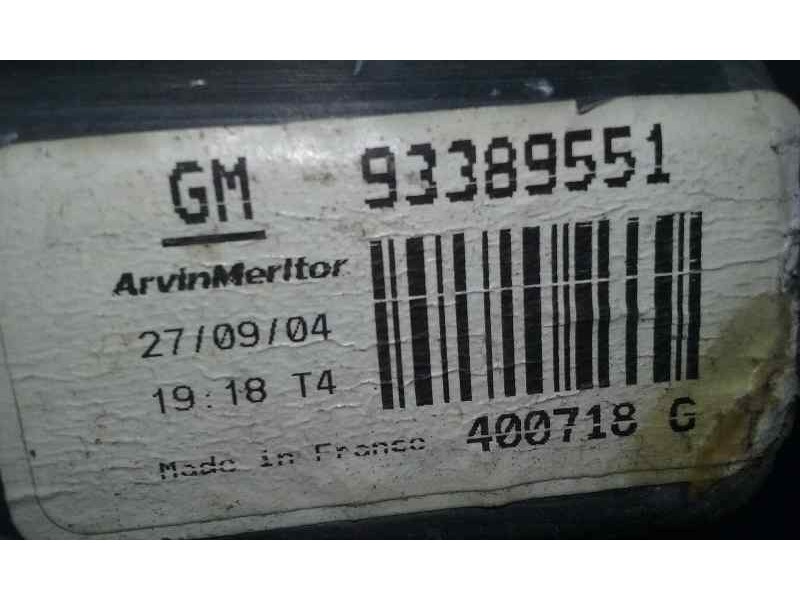 GM 93389551
ArvinMeritor
27/09/04
19:18 T4
Made in France 400718 G